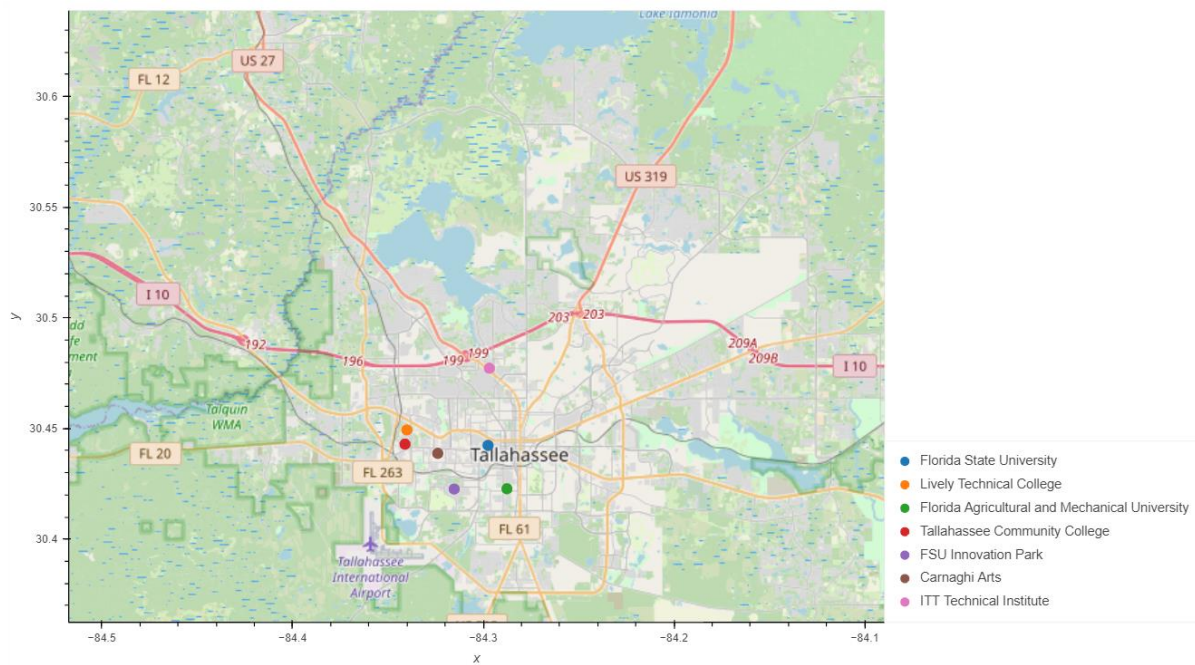 Lake Iamonia
US 27
FL 12
30.6
US 319
30.55
y
I 10
30.5
203
203
192
196
199
199
209A
209B
I 10
dd
fe
ment
Talquin
WMA
30.45
FL 20
Tallahassee
FL 263
FL 61
30.4
Tallahassee
International
Airport
−84.5
−84.4
−84.3
−84.2
−84.1
x
Florida State University
Lively Technical College
Florida Agricultural and Mechanical University
Tallahassee Community College
FSU Innovation Park
Carnaghi Arts
ITT Technical Institute